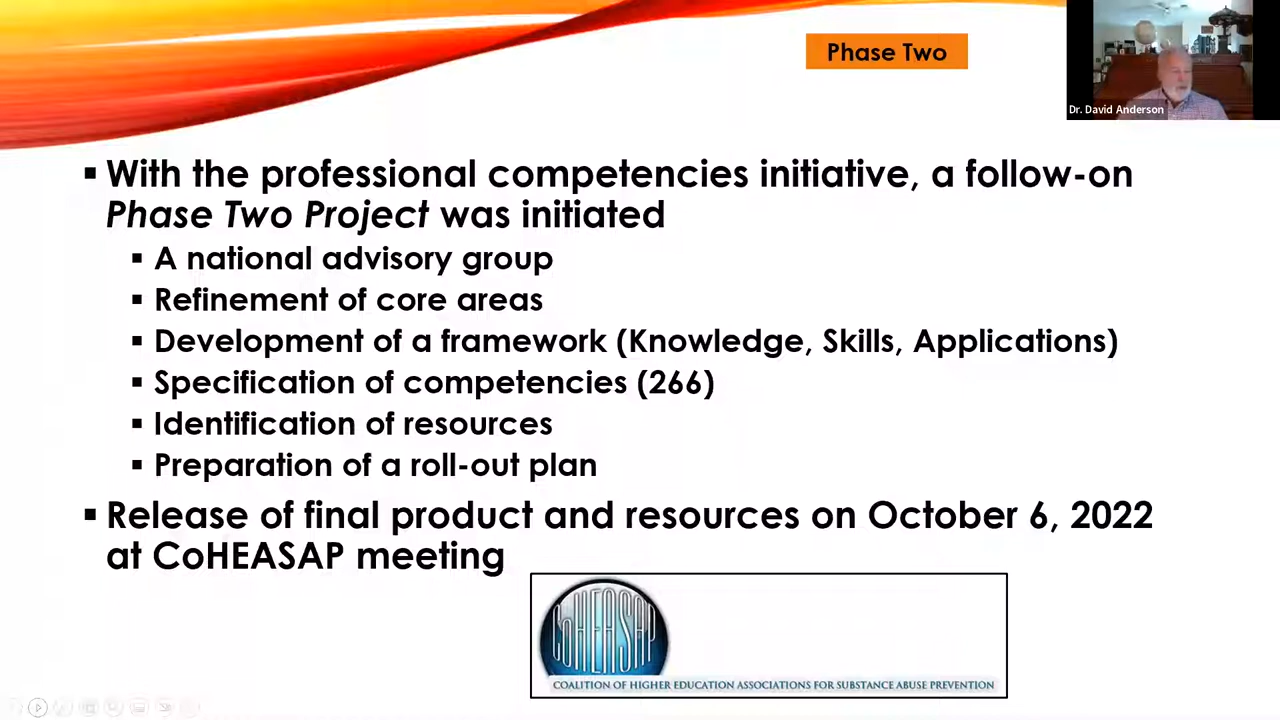 Phase Two
Dr. David Anderson
▪ With the professional competencies initiative, a follow-on
Phase Two Project was initiated
▪ A national advisory group
▪ Refinement of core areas
▪ Development of a framework (Knowledge, Skills, Applications)
▪ Specification of competencies (266)
▪ Identification of resources
▪ Preparation of a roll-out plan
▪ Release of final product and resources on October 6, 2022
at CoHEASAP meeting
CoHEASAP
COALITION OF HIGHER EDUCATION ASSOCIATIONS FOR SUBSTANCE ABUSE PREVENTION